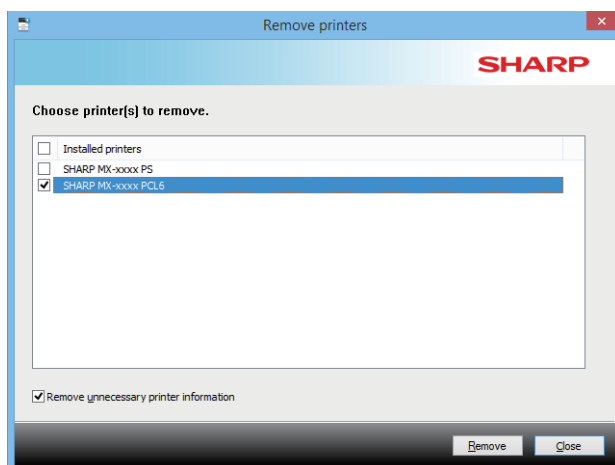 Remove printers
SHARP
Choose printer(s) to remove.
Installed printers
SHARP MX-xxxx PS
SHARP MX-xxxx PCL6
Remove unnecessary printer information
Remove Close